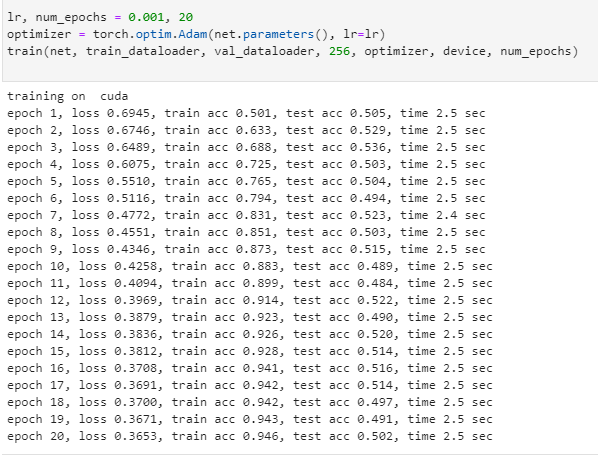 lr, num_epochs = 0.001, 20
optimizer = torch.optim.Adam(net.parameters(), lr=lr)
train(net, train_dataloader, val_dataloader, 256, optimizer, device, num_epochs)
training on  cuda
epoch 1, loss 0.6945, train acc 0.501, test acc 0.505, time 2.5 sec
epoch 2, loss 0.6746, train acc 0.633, test acc 0.529, time 2.5 sec
epoch 3, loss 0.6489, train acc 0.688, test acc 0.536, time 2.5 sec
epoch 4, loss 0.6075, train acc 0.725, test acc 0.503, time 2.5 sec
epoch 5, loss 0.5510, train acc 0.765, test acc 0.504, time 2.5 sec
epoch 6, loss 0.5116, train acc 0.794, test acc 0.494, time 2.5 sec
epoch 7, loss 0.4772, train acc 0.831, test acc 0.523, time 2.4 sec
epoch 8, loss 0.4551, train acc 0.851, test acc 0.503, time 2.5 sec
epoch 9, loss 0.4346, train acc 0.873, test acc 0.515, time 2.5 sec
epoch 10, loss 0.4258, train acc 0.883, test acc 0.489, time 2.5 sec
epoch 11, loss 0.4094, train acc 0.899, test acc 0.484, time 2.5 sec
epoch 12, loss 0.3969, train acc 0.914, test acc 0.522, time 2.5 sec
epoch 13, loss 0.3879, train acc 0.923, test acc 0.490, time 2.5 sec
epoch 14, loss 0.3836, train acc 0.926, test acc 0.520, time 2.5 sec
epoch 15, loss 0.3812, train acc 0.928, test acc 0.514, time 2.5 sec
epoch 16, loss 0.3708, train acc 0.941, test acc 0.516, time 2.5 sec
epoch 17, loss 0.3691, train acc 0.942, test acc 0.514, time 2.5 sec
epoch 18, loss 0.3700, train acc 0.942, test acc 0.497, time 2.5 sec
epoch 19, loss 0.3671, train acc 0.943, test acc 0.491, time 2.5 sec
epoch 20, loss 0.3653, train acc 0.946, test acc 0.502, time 2.5 sec